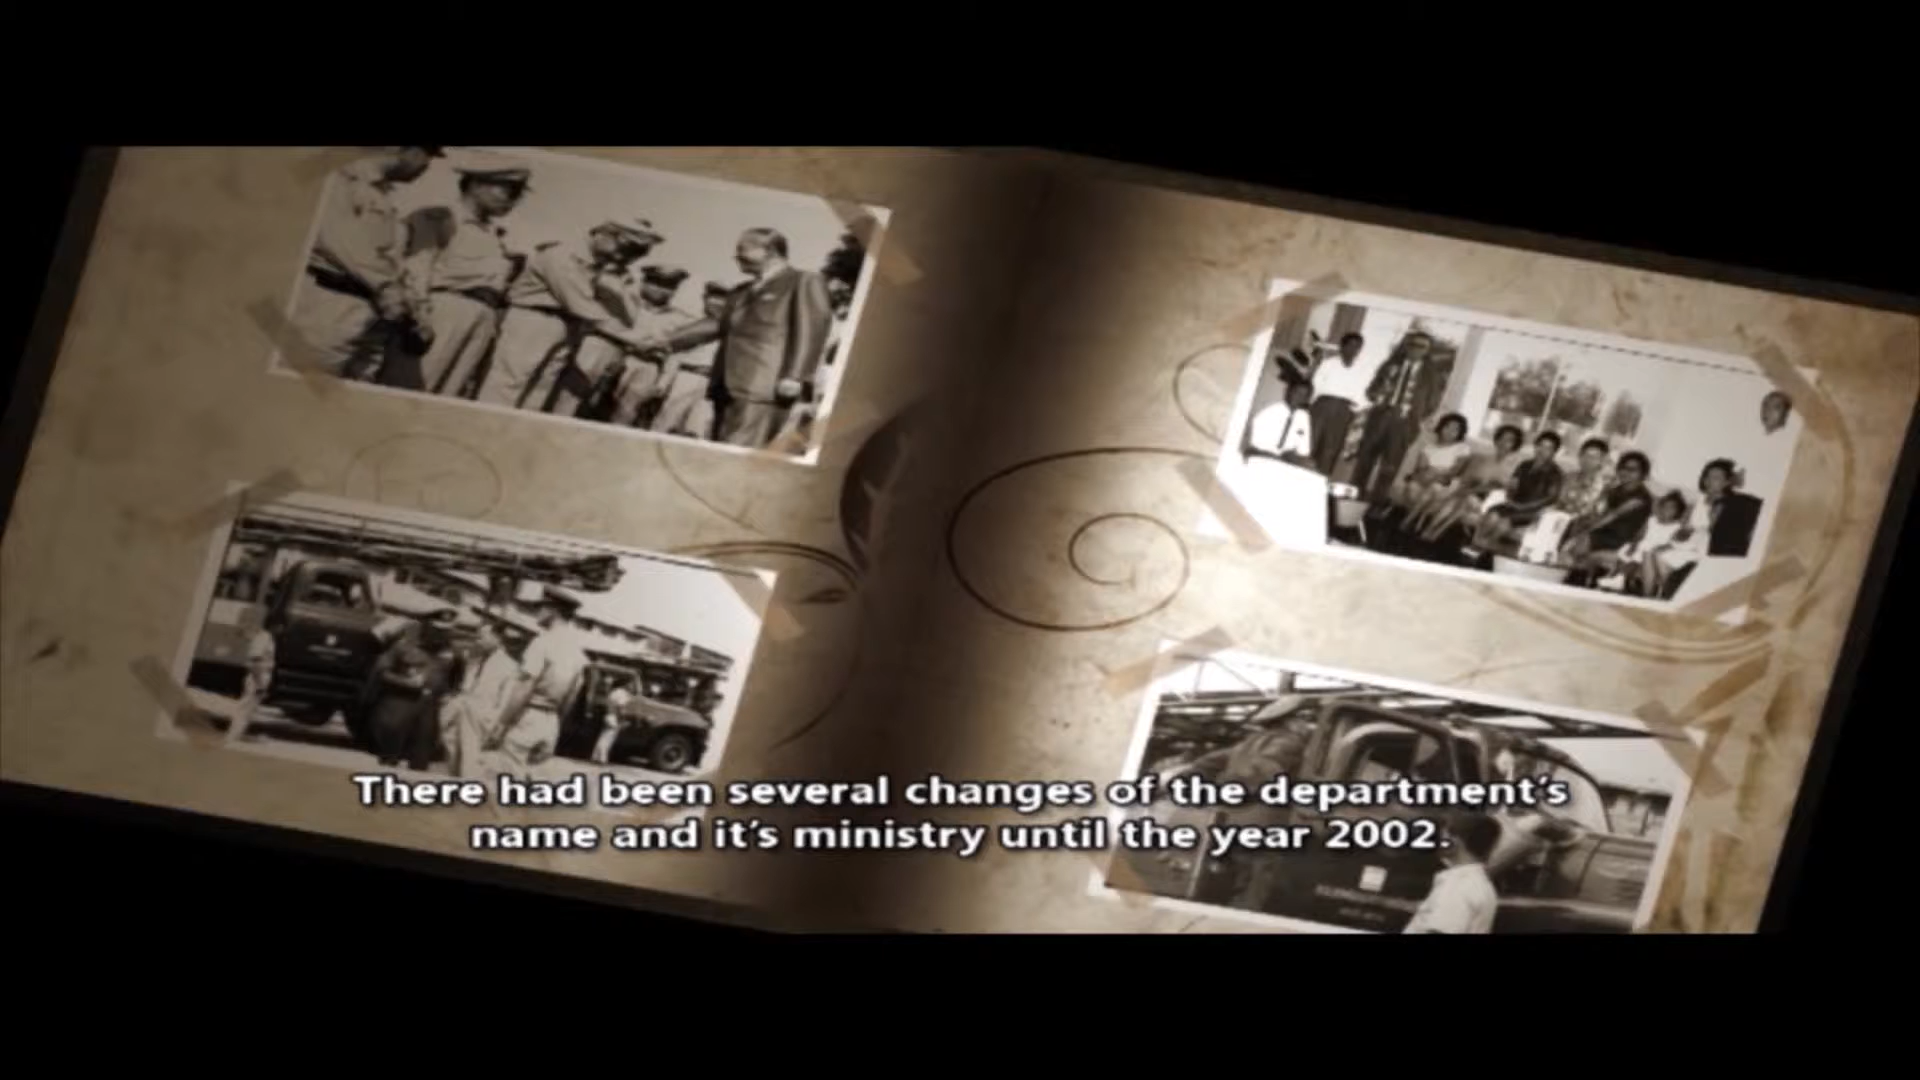 There had been several changes of the department's
name and it's ministry until the year 2002.